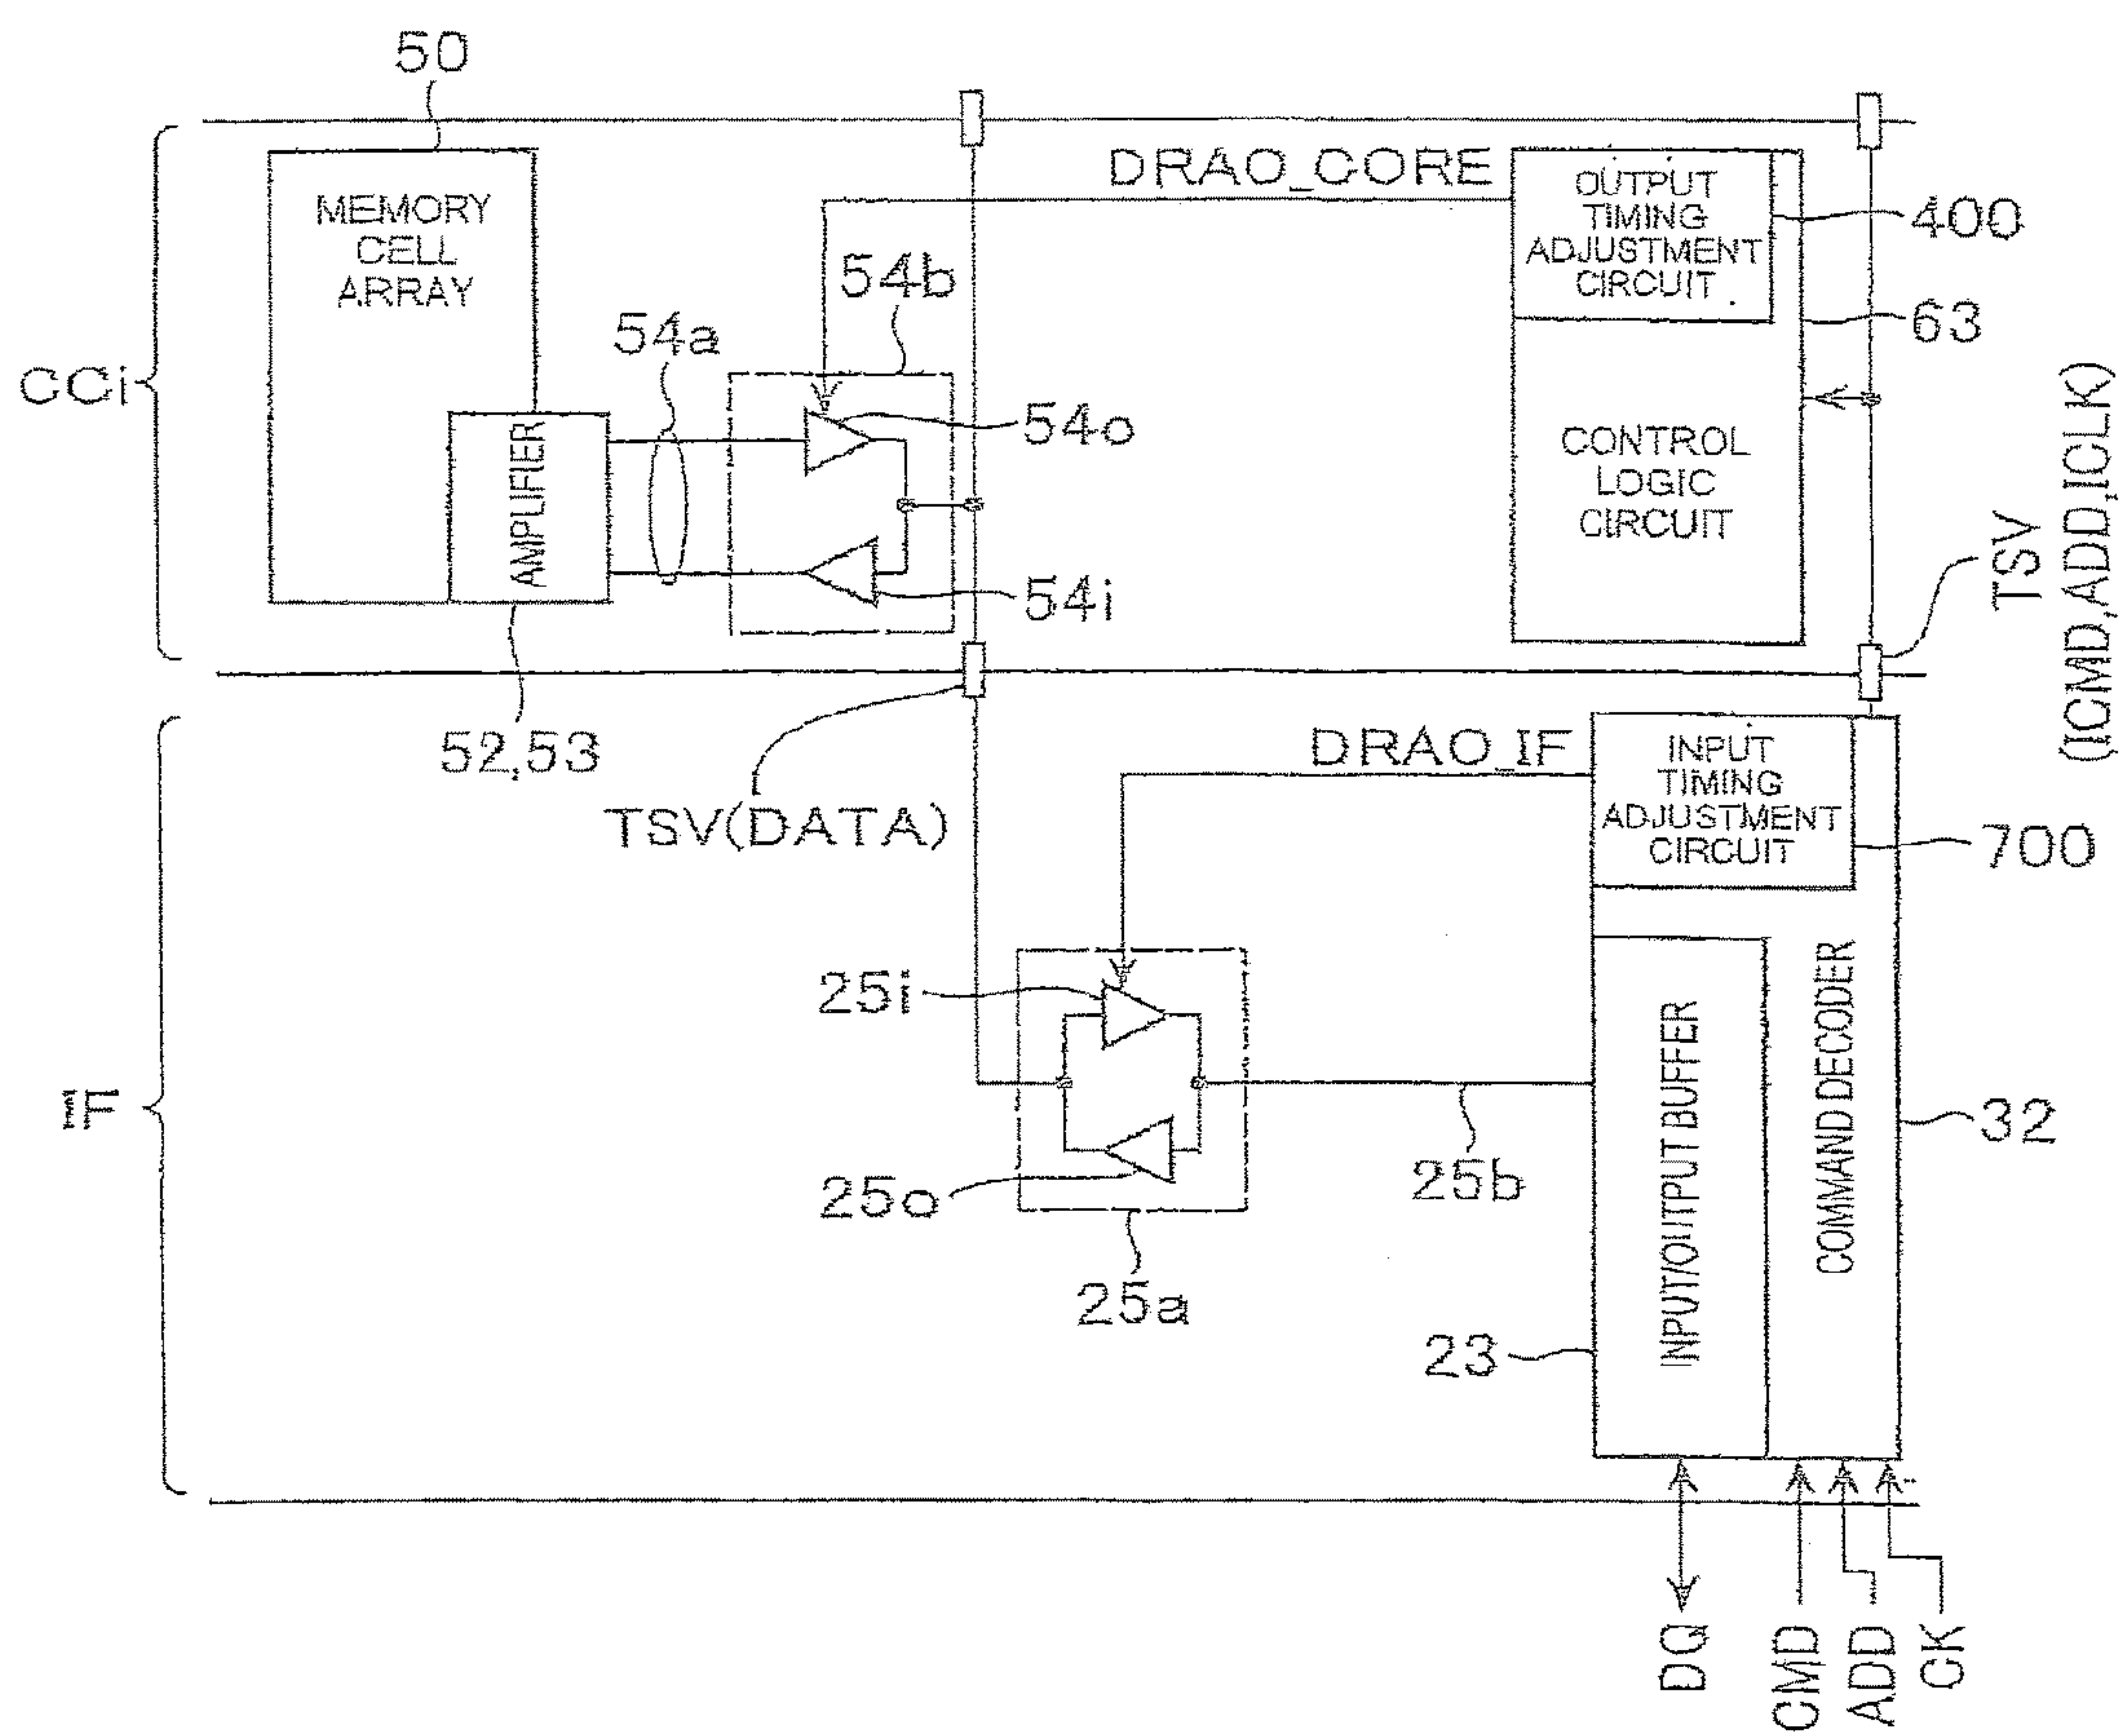 50
MEMORY
CELL
ARRAY
DRAO_CORE
OUTPUT
TIMING
ADJUSTMENT
CIRCUIT
400
54b
54a
63
CCi
AMPLIFIER
54o
CONTROL
LOGIC
CIRCUIT
54i
TSV
(ICMD,ADD,ICLK)
52,53
TSV(DATA)
DRAO_IF
INPUT
TIMING
ADJUSTMENT
CIRCUIT
700
25i
IF
INPUT/OUTPUT BUFFER
COMMAND DECODER
32
25o
25b
25a
23
DQ
CMD
ADD
CK